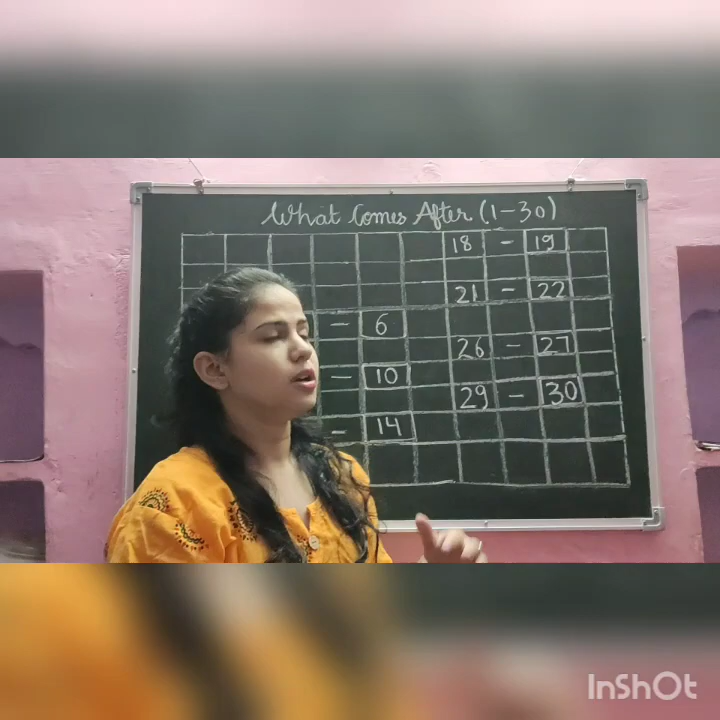 What Comes After (1-30)
18 - 19
21 - 22
- 6
26 - 27
- 10
29 - 30
- 14
InShOt